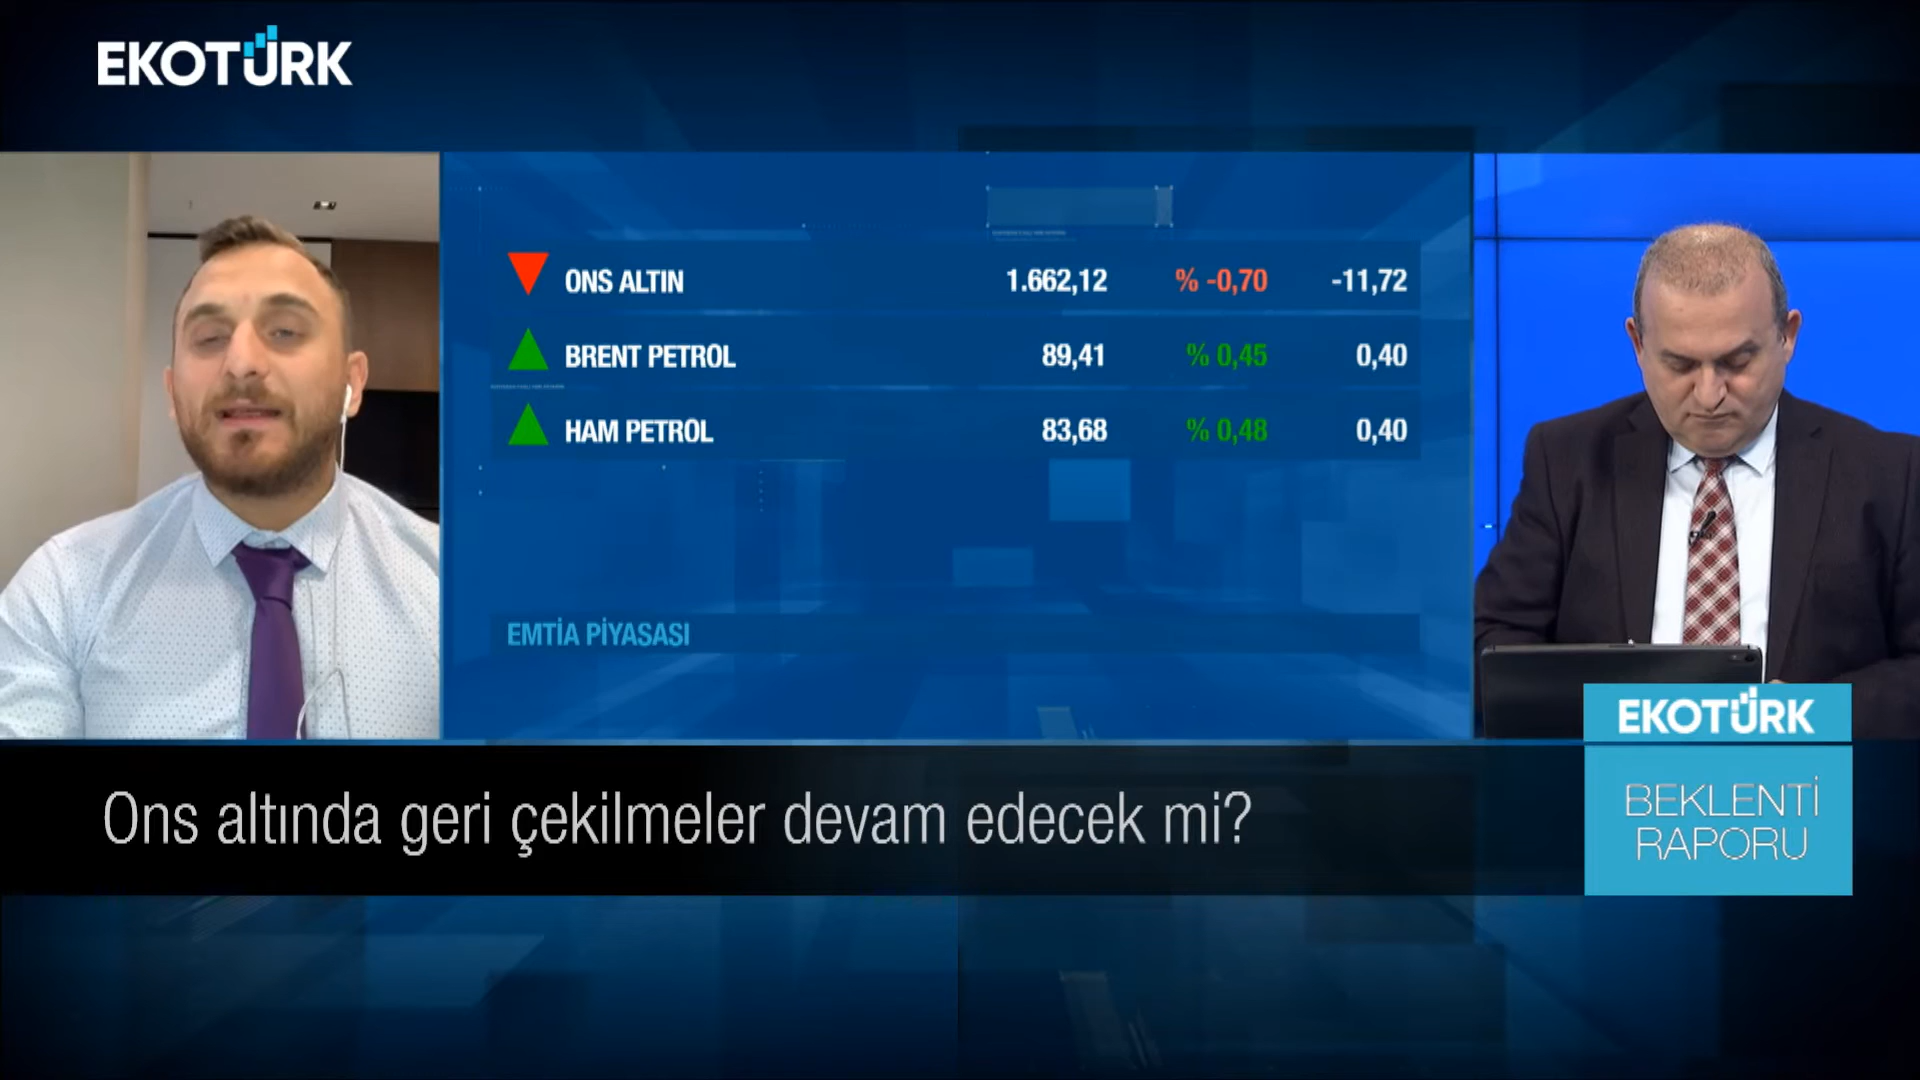 EKOTÜRK
ONS ALTIN 1.662,12 % -0,70 -11,72
BRENT PETROL 89,41 % 0,45 0,40
HAM PETROL 83,68 % 0,48 0,40
EMTİA PİYASASI
EKOTÜRK
Ons altında geri çekilmeler devam edecek mi?
BEKLENTİ
RAPORU